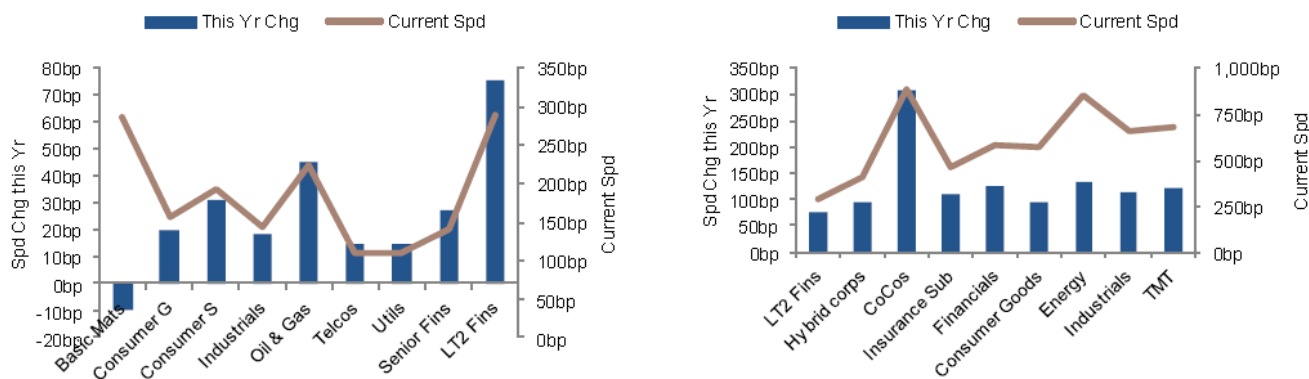 This Yr Chg
Current Spd
80bp
70bp
60bp
50bp
40bp
30bp
20bp
10bp
0bp
-10bp
-20bp
Spd Chg this Yr
350bp
300bp
250bp
200bp
150bp
100bp
50bp
0bp
Current Spd
Basic Mats
Consumer G
Consumer S
Industrials
Oil & Gas
Telcos
Utils
Senior Fins
LT2 Fins
This Yr Chg
Current Spd
350bp
300bp
250bp
200bp
150bp
100bp
50bp
0bp
Spd Chg this Yr
1,000bp
750bp
500bp
250bp
0bp
Current Spd
LT2 Fins
Hybrid corps
CoCos
Insurance Sub
Financials
Consumer Goods
Energy
Industrials
TMT